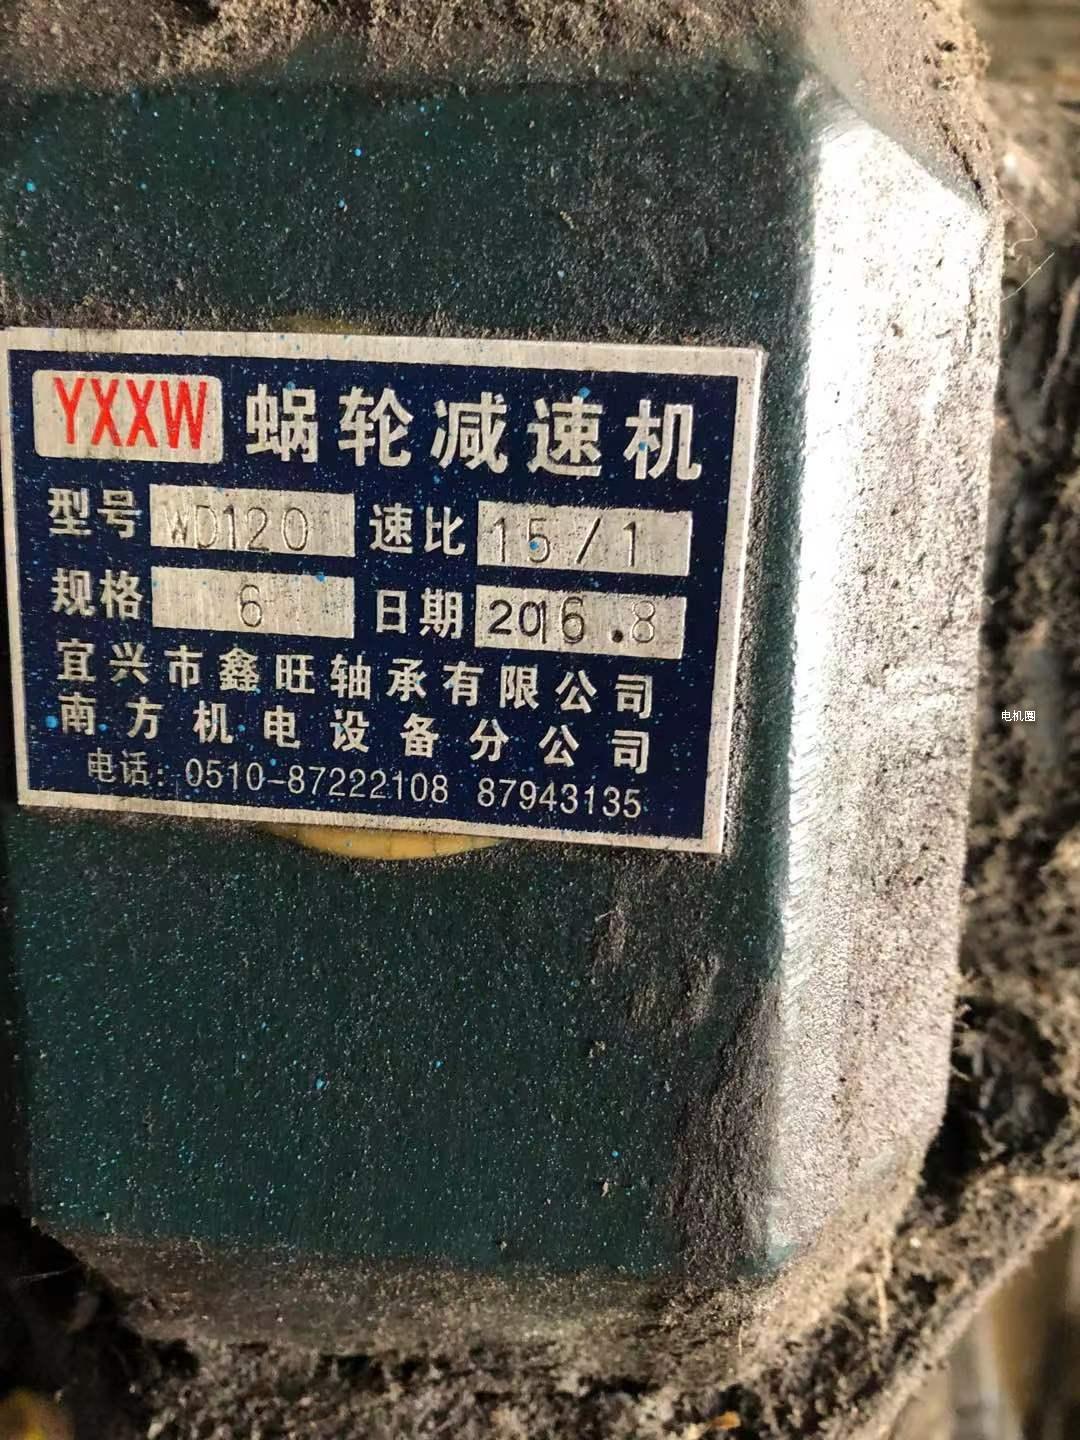 YXXW 蜗轮减速机
型号 WD120 速比 15/1
规格 6 日期 2016.8
宜兴市鑫旺轴承有限公司
南方机电设备分公司
电话: 0510-87222108 87943135
电机圈